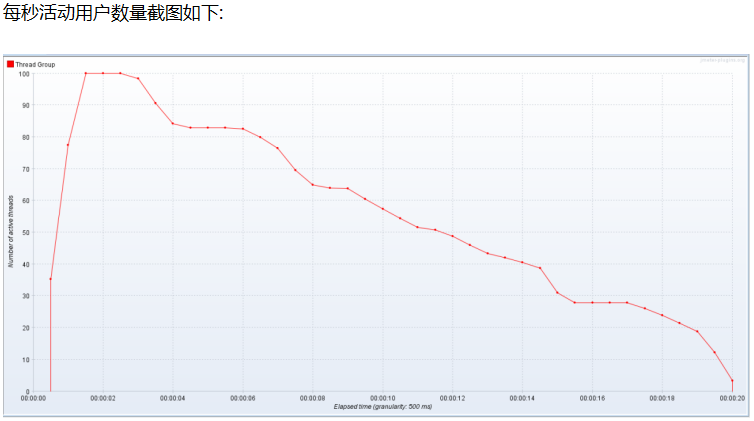 每秒活动用户数量截图如下:
Thread Group
jmeter-plugins.org
100
90
80
70
60
50
40
30
20
10
0
Number of active threads
00:00:00 00:00:02 00:00:04 00:00:06 00:00:08 00:00:10 00:00:12 00:00:14 00:00:16 00:00:18 00:00:20
Elapsed time (granularity: 500 ms)